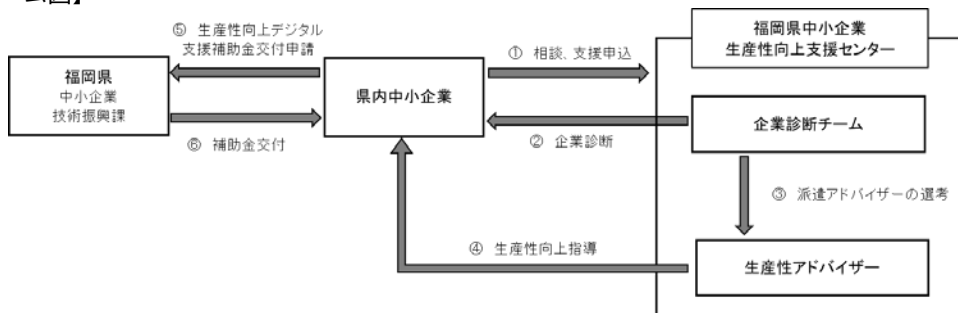 ⑤ 生産性向上デジタル
支援補助金交付申請
福岡県中小企業
生産性向上支援センター
① 相談、支援申込
福岡県
中小企業
技術振興課
県内中小企業
企業診断チーム
② 企業診断
⑥ 補助金交付
③ 派遣アドバイザーの選考
④ 生産性向上指導
生産性アドバイザー